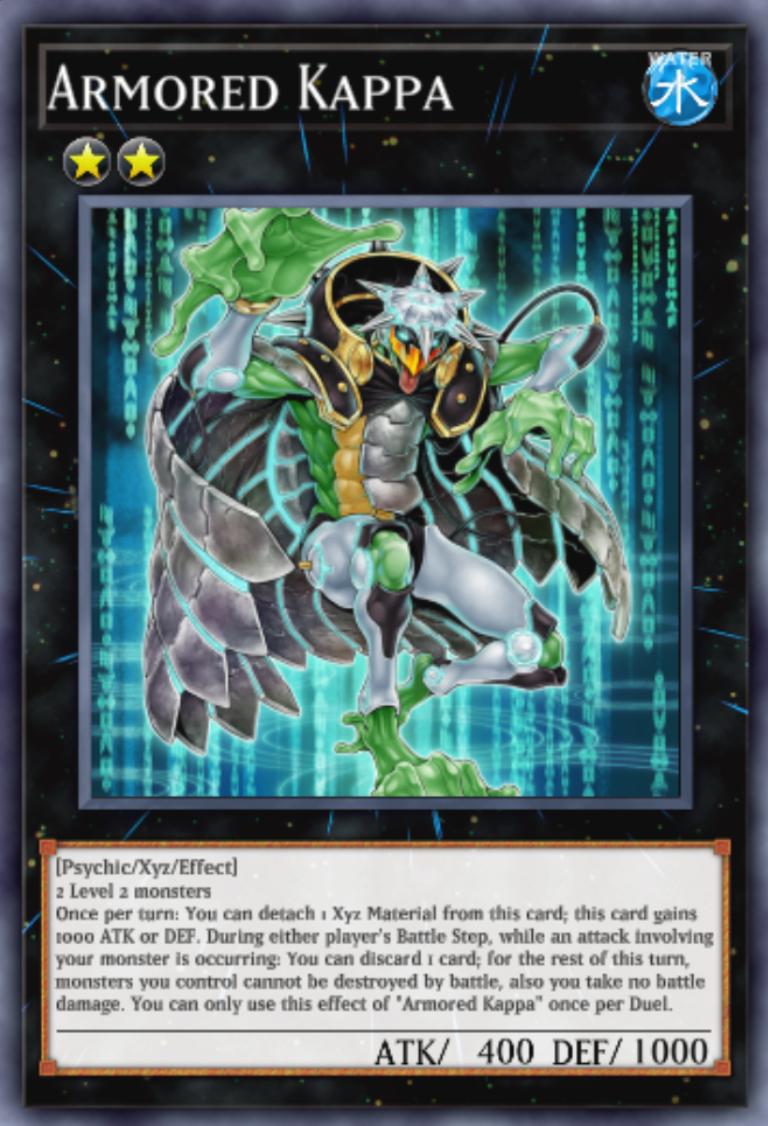 ARMORED KAPPA
WATER
水
[Psychic/Xyz/Effect]
2 Level 2 monsters
Once per turn: You can detach 1 Xyz Material from this card; this card gains
1000 ATK or DEF. During either player's Battle Step, while an attack involving
your monster is occurring: You can discard 1 card; for the rest of this turn,
monsters you control cannot be destroyed by battle, also you take no battle
damage. You can only use this effect of "Armored Kappa" once per Duel.
ATK/ 400 DEF/ 1000